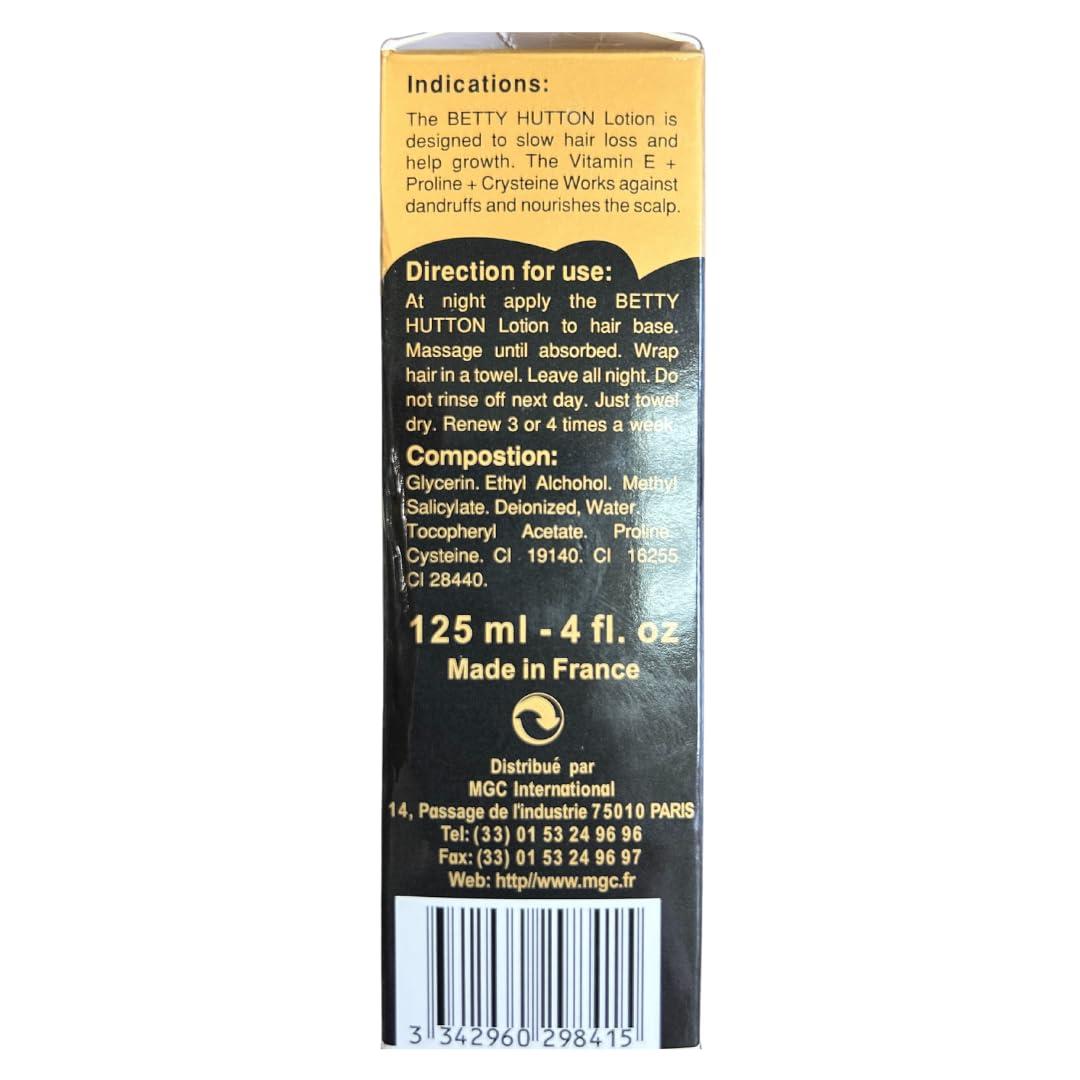 Indications:
The BETTY HUTTON Lotion is
designed to slow hair loss and
help growth. The Vitamin E +
Proline + Crysteine Works against
dandruffs and nourishes the scalp.
Direction for use:
At night apply the BETTY
HUTTON Lotion to hair base.
Massage until absorbed. Wrap
hair in a towel. Leave all night. Do
not rinse off next day. Just towel
dry. Renew 3 or 4 times a week.
Compostion:
Glycerin. Ethyl Alchohol. Methyl
Salicylate. Deionized, Water.
Tocopheryl Acetate. Proline.
Cysteine. CI 19140. CI 16255
CI 28440.
125 ml - 4 fl. oz
Made in France
Distribué par
MGC International
14, Passage de l'industrie 75010 PARIS
Tel: (33) 01 53 24 96 96
Fax: (33) 01 53 24 96 97
Web: http//www.mgc.fr
3 342960 298415